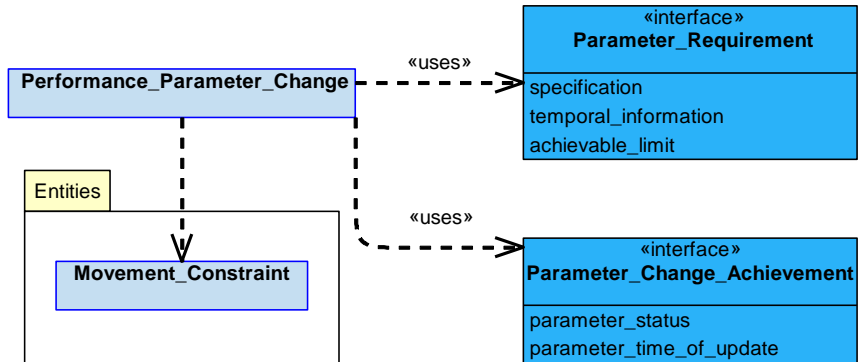 «interface»
Parameter_Requirement
«uses»
Performance_Parameter_Change
specification
temporal_information
achievable_limit
Entities
«uses»
«interface»
Parameter_Change_Achievement
Movement_Constraint
parameter_status
parameter_time_of_update